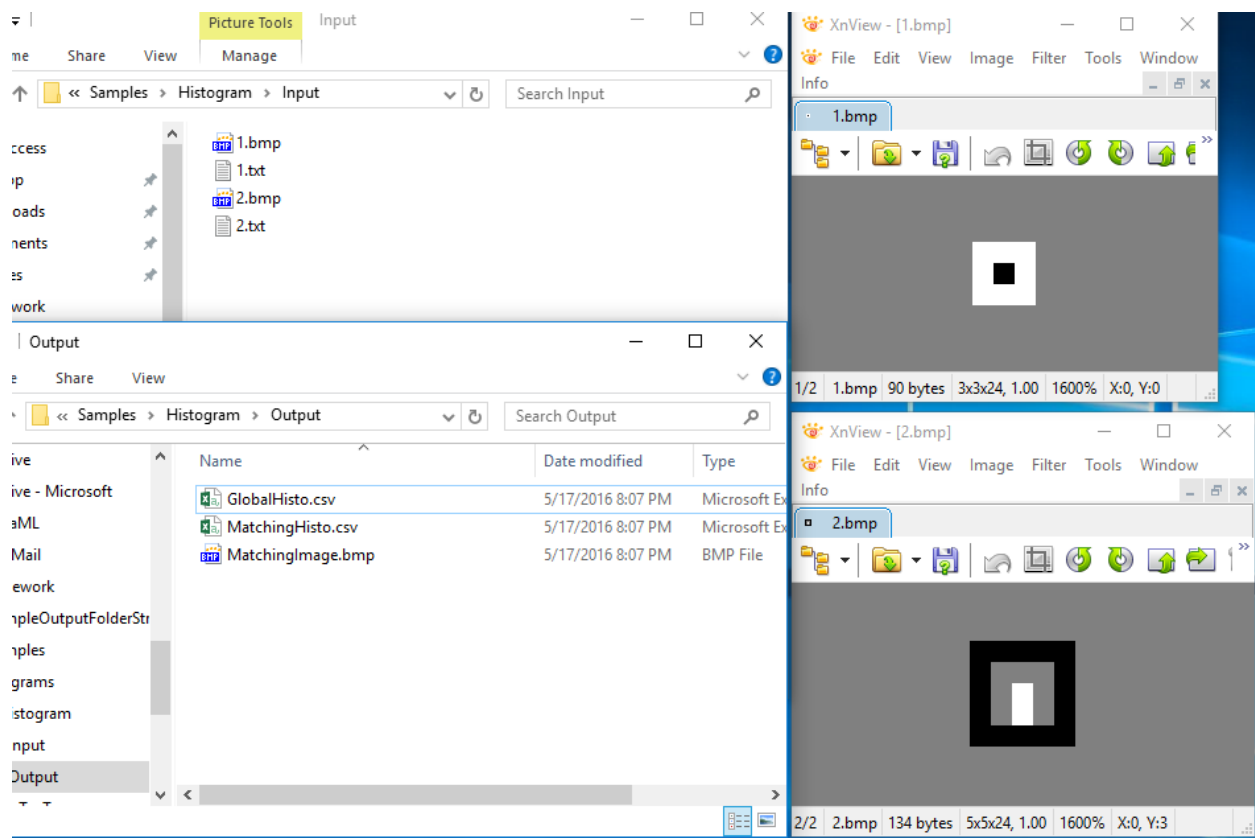 Picture Tools Input
me Share View Manage
« Samples > Histogram > Input Search Input
ccess
pp
oads
nents
es
work
1.bmp
1.txt
2.bmp
2.txt
Output
e Share View
« Samples > Histogram > Output Search Output
Name Date modified Type
ive
ive - Microsoft
aML
Mail
ework
npleOutputFolderStr
nples
grams
istogram
nput
Output
GlobalHisto.csv 5/17/2016 8:07 PM Microsoft Ex
MatchingHisto.csv 5/17/2016 8:07 PM Microsoft Ex
MatchingImage.bmp 5/17/2016 8:07 PM BMP File
XnView - [1.bmp]
File Edit View Image Filter Tools Window
Info
1.bmp
1/2 1.bmp 90 bytes 3x3x24, 1.00 1600% X:0, Y:0
XnView - [2.bmp]
File Edit View Image Filter Tools Window
Info
2.bmp
2/2 2.bmp 134 bytes 5x5x24, 1.00 1600% X:0, Y:3